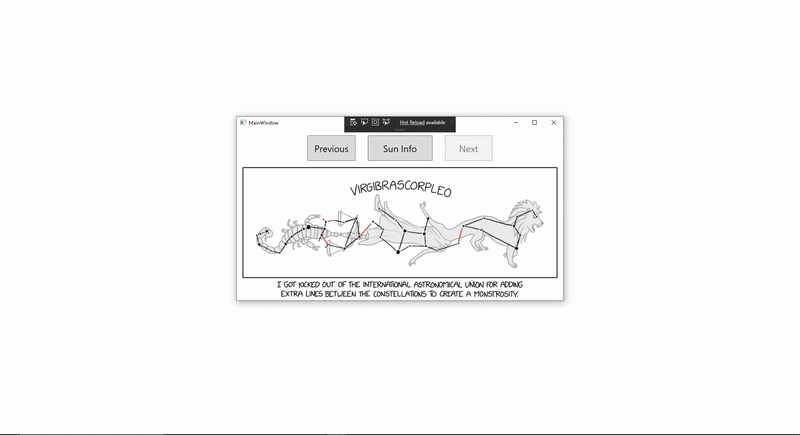 MainWindow
Hot Reload available
Previous
Sun Info
Next
VIRGIBRASCORPLEO
I GOT KICKED OUT OF THE INTERNATIONAL ASTRONOMICAL UNION FOR ADDING
EXTRA LINES BETWEEN THE CONSTELLATIONS TO CREATE A MONSTROSITY.